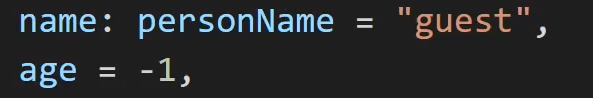 name: personName = "guest",
age = -1,